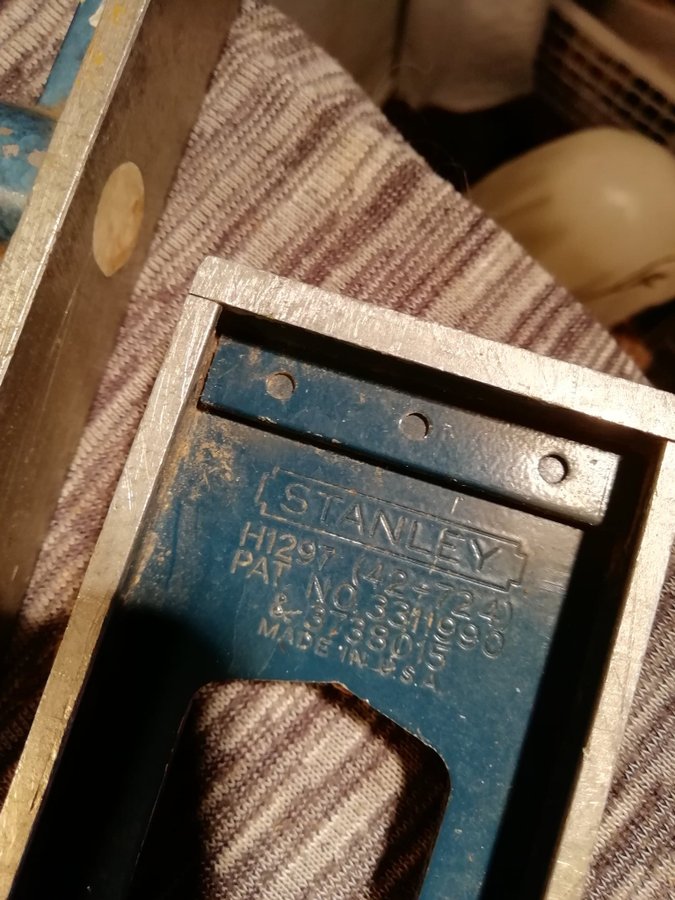 STANLEY
H1297 (42-724)
PAT NO. 3311990
& 3738015
MADE IN U.S.A.